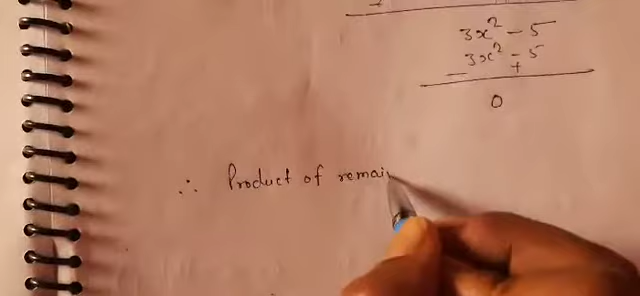 3x² - 5
3x² - 5
- +
0
∴ Product of remai